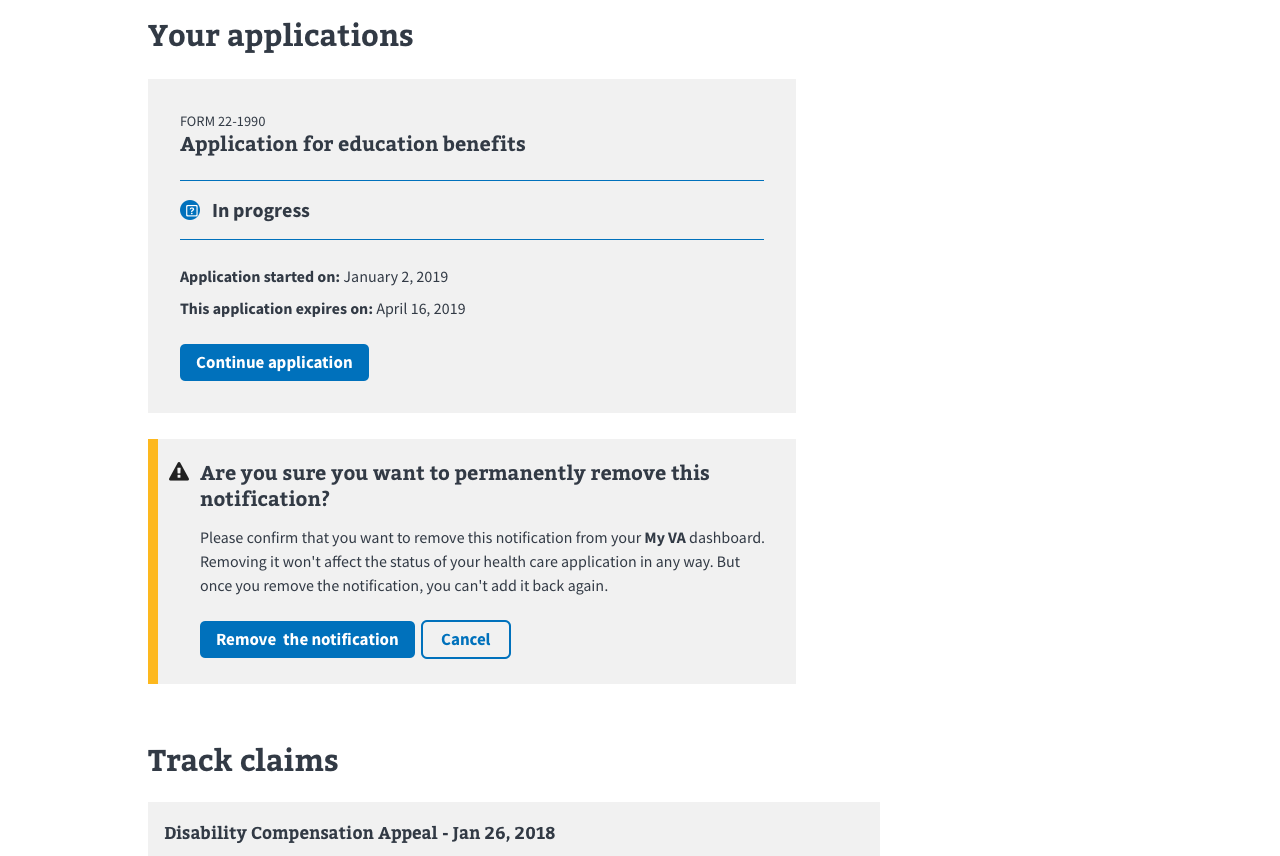 Your applications
FORM 22-1990
Application for education benefits
In progress
Application started on: January 2, 2019
This application expires on: April 16, 2019
Continue application
Are you sure you want to permanently remove this
notification?
Please confirm that you want to remove this notification from your My VA dashboard.
Removing it won't affect the status of your health care application in any way. But
once you remove the notification, you can't add it back again.
Remove  the notification
Cancel
Track claims
Disability Compensation Appeal - Jan 26, 2018